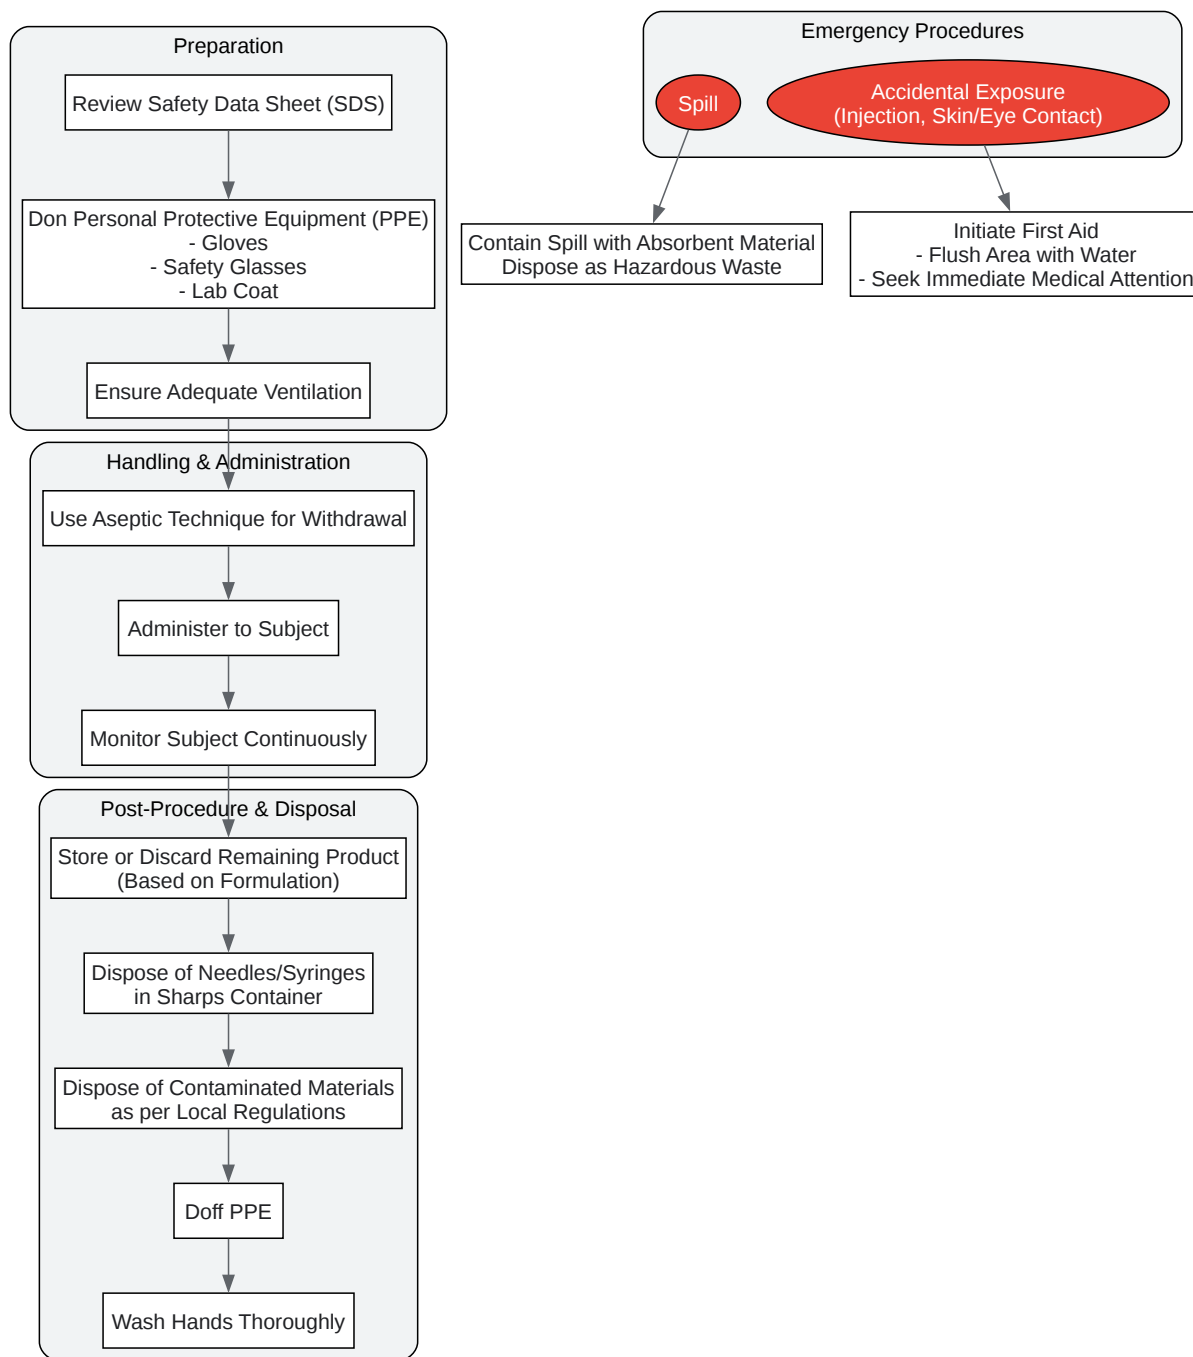 Preparation
Review Safety Data Sheet (SDS)
Don Personal Protective Equipment (PPE)
- Gloves
- Safety Glasses
- Lab Coat
Ensure Adequate Ventilation
Handling & Administration
Use Aseptic Technique for Withdrawal
Administer to Subject
Monitor Subject Continuously
Post-Procedure & Disposal
Store or Discard Remaining Product
(Based on Formulation)
Dispose of Needles/Syringes
in Sharps Container
Dispose of Contaminated Materials
as per Local Regulations
Doff PPE
Wash Hands Thoroughly
Emergency Procedures
Spill
Accidental Exposure
(Injection, Skin/Eye Contact)
Contain Spill with Absorbent Material
Dispose as Hazardous Waste
Initiate First Aid
- Flush Area with Water
- Seek Immediate Medical Attention